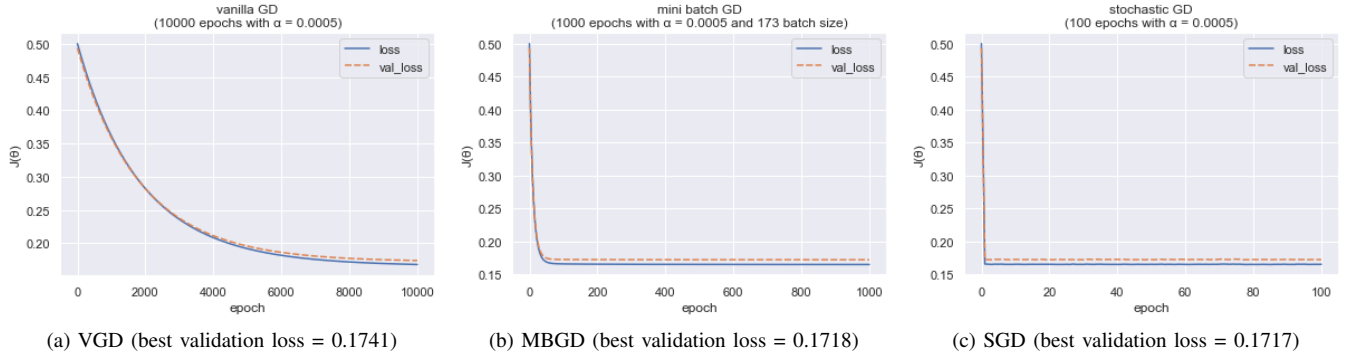 vanilla GD
(10000 epochs with α = 0.0005)
0.50
0.45
0.40
0.35
0.30
0.25
0.20
J(θ)
loss
val_loss
0
2000
4000
6000
8000
10000
epoch
(a) VGD (best validation loss = 0.1741)
mini batch GD
(1000 epochs with α = 0.0005 and 173 batch size)
0.50
0.45
0.40
0.35
0.30
0.25
0.20
0.15
J(θ)
loss
val_loss
0
200
400
600
800
1000
epoch
(b) MBGD (best validation loss = 0.1718)
stochastic GD
(100 epochs with α = 0.0005)
0.50
0.45
0.40
0.35
0.30
0.25
0.20
0.15
J(θ)
loss
val_loss
0
20
40
60
80
100
epoch
(c) SGD (best validation loss = 0.1717)